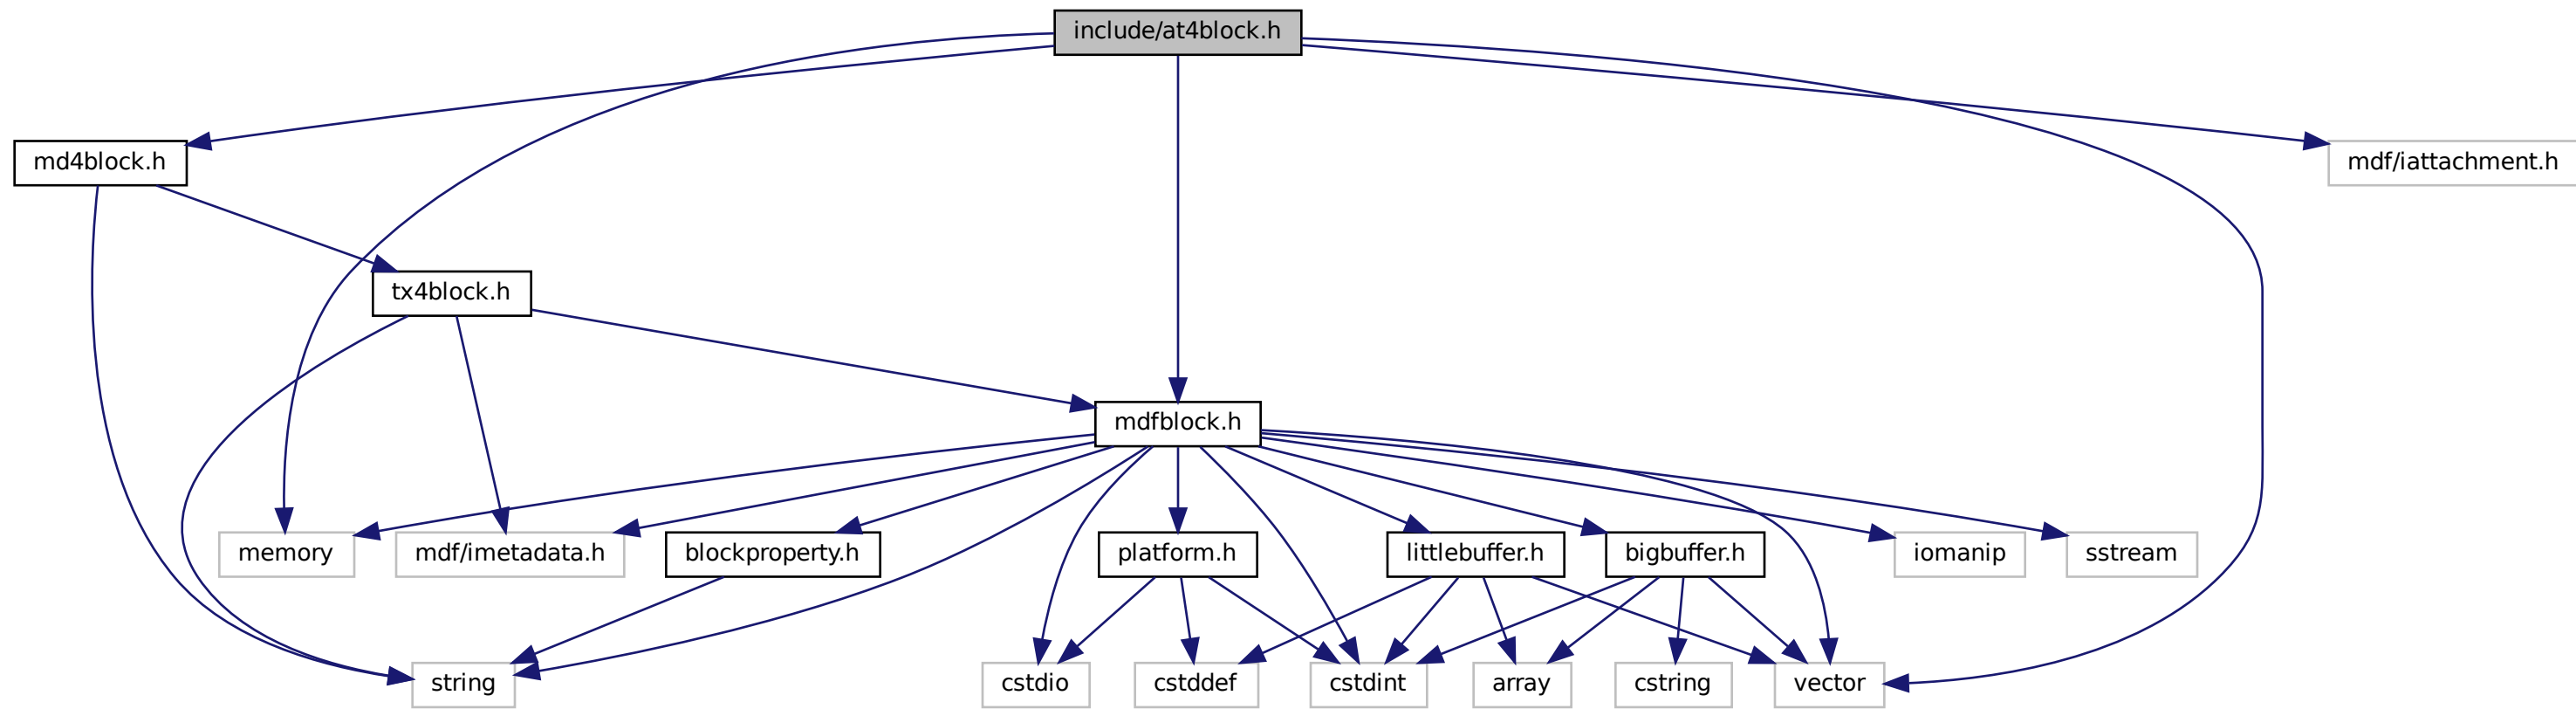 include/at4block.h
md4block.h
mdf/iattachment.h
tx4block.h
mdfblock.h
memory
mdf/imetadata.h
blockproperty.h
platform.h
littlebuffer.h
bigbuffer.h
iomanip
sstream
string
cstdio
cstddef
cstdint
array
cstring
vector